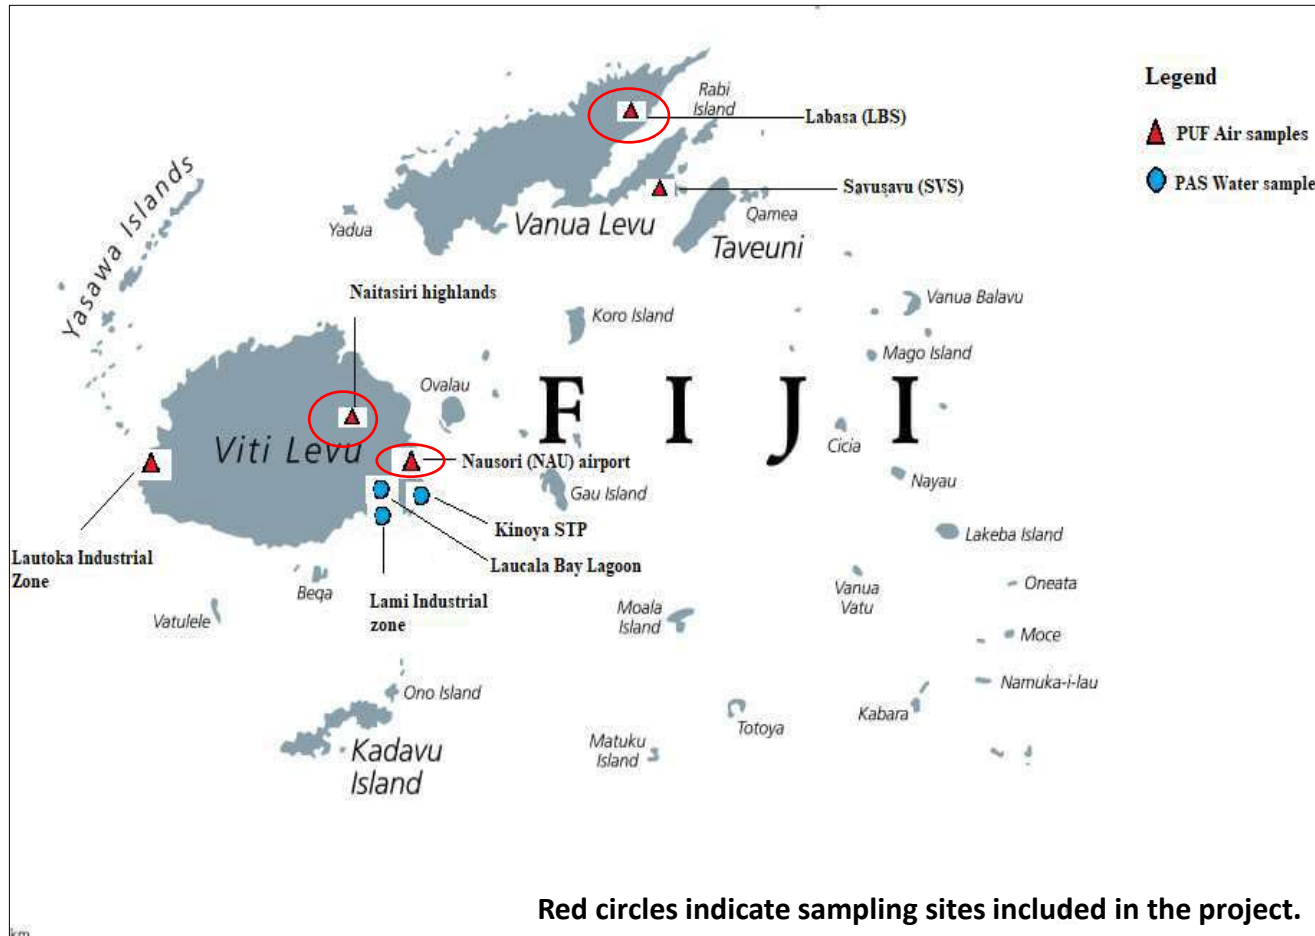 Legend
PUF Air samples
PAS Water sample
Rabi
Island
Labasa (LBS)
Savusavu (SVS)
Qamea
Vanua Levu
Taveuni
Yadua
Yasawa Islands
Naitasiri highlands
Koro Island
Vanua Balavu
Mago Island
Ovalau
FIJI
Cicia
Viti Levu
Nausori (NAU) airport
Gau Island
Nayau
Kinoya STP
Lakeba Island
Lautoka Industrial
Zone
Laucala Bay Lagoon
Beqa
Lami Industrial
zone
Vatulele
Vanua
Vatu
Oneata
Moala
Island
Moce
Ono Island
Namuka-i-lau
Kabara
Totoya
Kadavu
Island
Matuku
Island
Red circles indicate sampling sites included in the project.
km